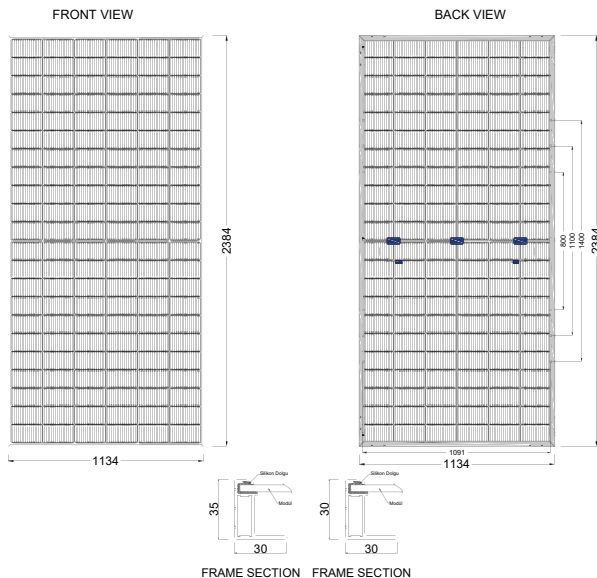 FRONT VIEW
BACK VIEW
2384
1134
800
1100
1400
2384
1091
1134
Silikon Dolgu
Modül
35
30
FRAME SECTION
Silikon Dolgu
Modül
30
30
FRAME SECTION